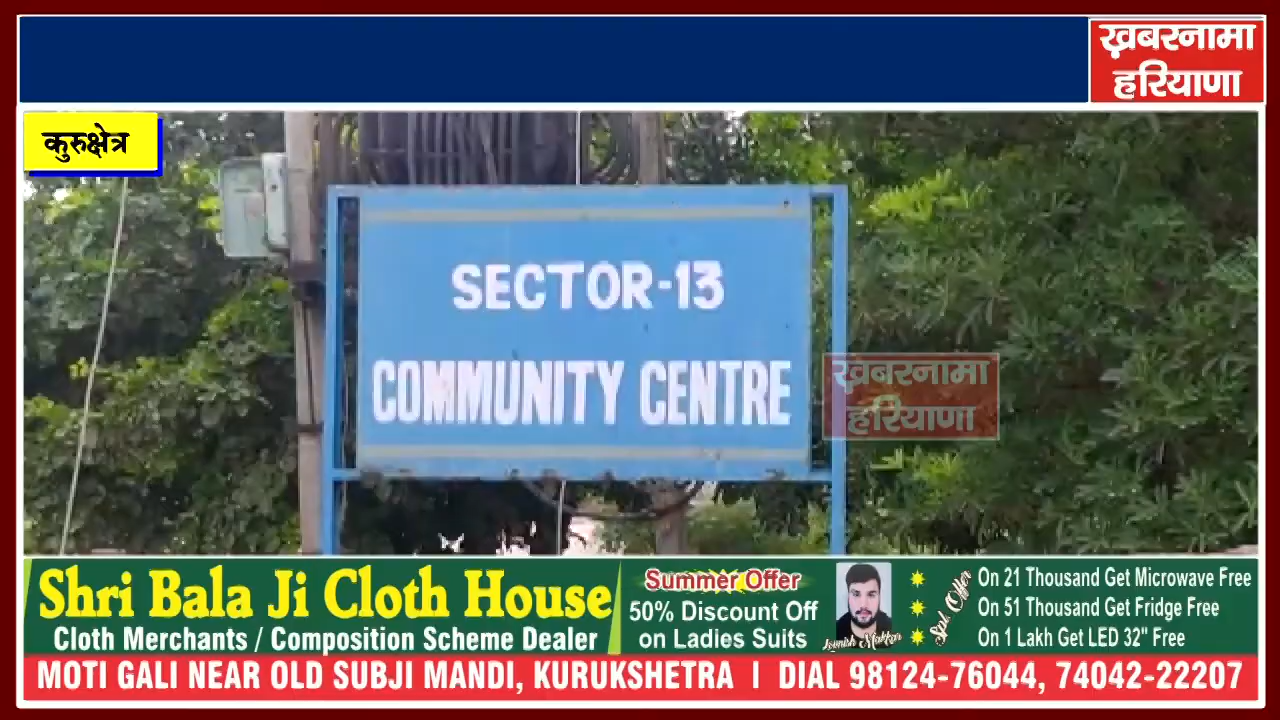 ख़बरनामा
हरियाणा
कुरुक्षेत्र
SECTOR-13
COMMUNITY CENTRE
ख़बरनामा
हरियाणा
Shri Bala Ji Cloth House
Cloth Merchants / Composition Scheme Dealer
Summer Offer
50% Discount Off
on Ladies Suits
Spl Offer
On 21 Thousand Get Microwave Free
On 51 Thousand Get Fridge Free
On 1 Lakh Get LED 32" Free
MOTI GALI NEAR OLD SUBJI MANDI, KURUKSHETRA I DIAL 98124-76044, 74042-22207